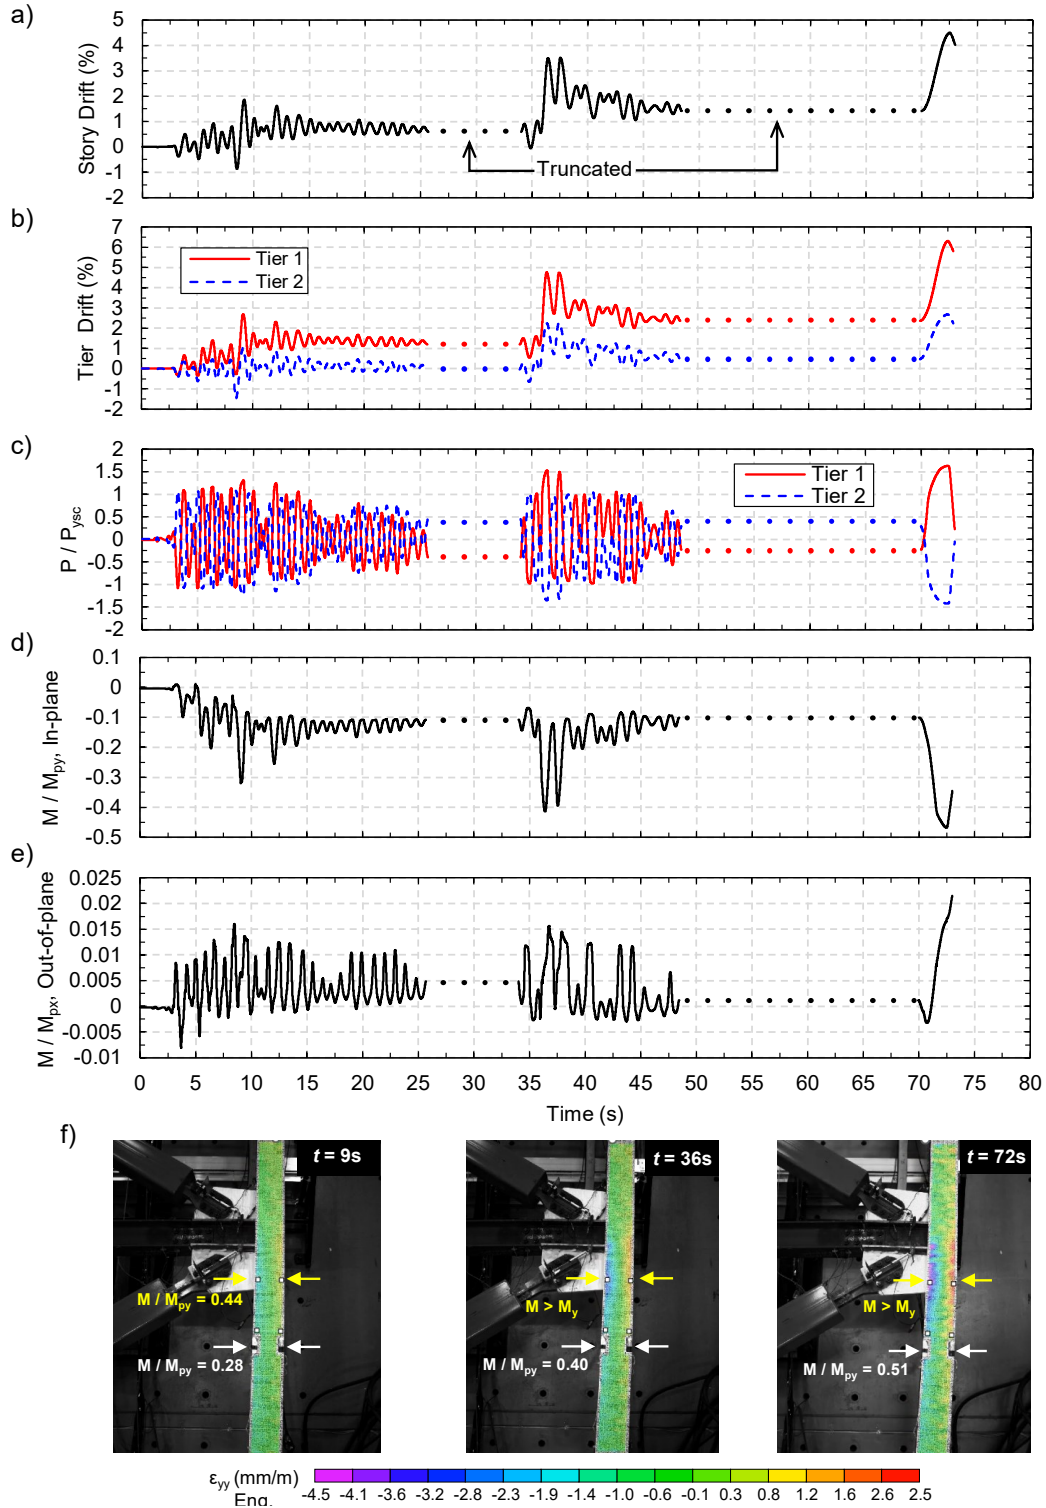 a)
5
4
3
2
1
0
-1
-2
Story Drift (%)
Truncated
b)
7
6
5
4
3
2
1
0
-1
-2
Tier Drift (%)
Tier 1
Tier 2
c)
2
1.5
1
0.5
0
-0.5
-1
-1.5
-2
P / Pysc
Tier 1
Tier 2
d)
0.1
0
-0.1
-0.2
-0.3
-0.4
-0.5
M / Mpy, In-plane
e)
0.025
0.02
0.015
0.01
0.005
0
-0.005
-0.01
M / Mpx, Out-of-plane
0 5 10 15 20 25 30 35 40 45 50 55 60 65 70 75 80
Time (s)
f)
t = 9s
M / Mpy = 0.44
M / Mpy = 0.28
t = 36s
M > My
M / Mpy = 0.40
t = 72s
M > My
M / Mpy = 0.51
εyy (mm/m)
Eng.
-4.5 -4.1 -3.6 -3.2 -2.8 -2.3 -1.9 -1.4 -1.0 -0.6 -0.1 0.3 0.8 1.2 1.6 2.6 2.5